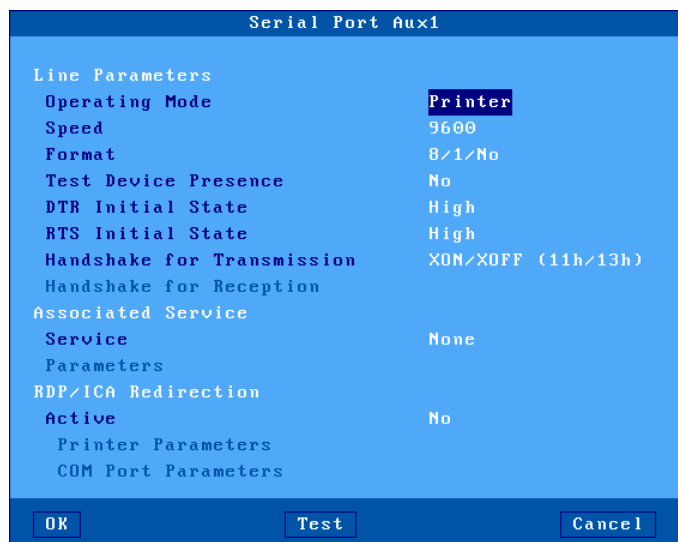 Serial Port Aux1
Line Parameters
Operating Mode Printer
Speed 9600
Format 8/1/No
Test Device Presence No
DTR Initial State High
RTS Initial State High
Handshake for Transmission XON/XOFF (11h/13h)
Handshake for Reception
Associated Service
Service None
Parameters
RDP/ICA Redirection
Active No
Printer Parameters
COM Port Parameters
OK Test Cancel